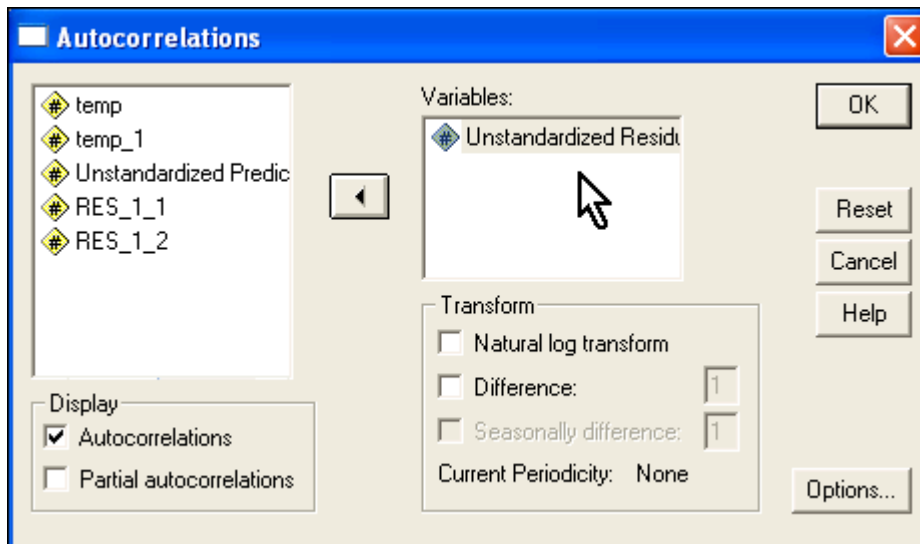 Autocorrelations
temp
temp_1
Unstandardized Predic
RES_1_1
RES_1_2
Variables:
Unstandardized Residu
OK
Reset
Cancel
Help
Transform
Natural log transform
Difference: 1
Seasonally difference: 1
Current Periodicity: None
Display
Autocorrelations
Partial autocorrelations
Options...